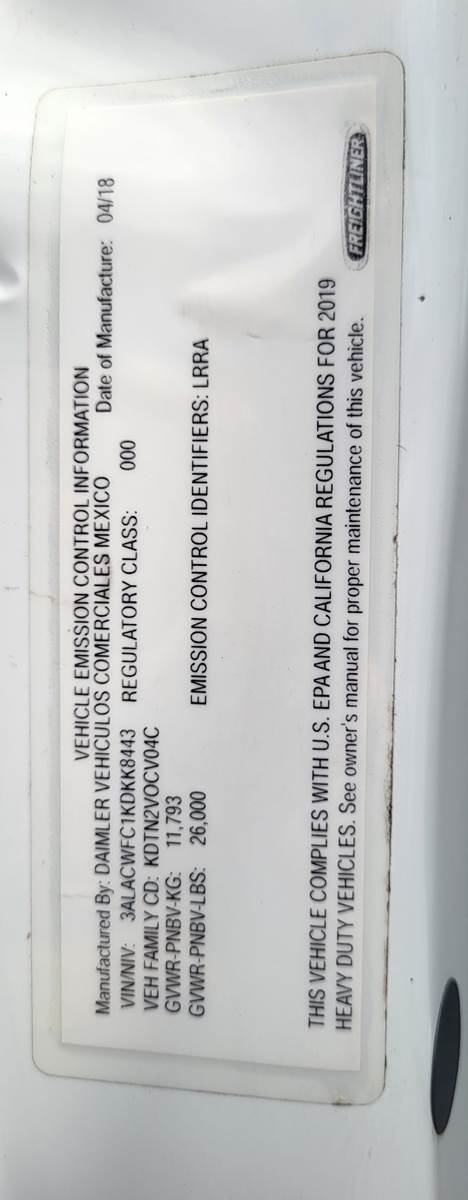 VEHICLE EMISSION CONTROL INFORMATION
Manufactured By: DAIMLER VEHICULOS COMERCIALES MEXICO Date of Manufacture: 04/18
VIN/NIV: 3ALACWFC1KDKK8443 REGULATORY CLASS: 000
VEH FAMILY CD: KDTN2VOCV04C
GVWR-PNBV-KG: 11,793
GVWR-PNBV-LBS: 26,000 EMISSION CONTROL IDENTIFIERS: LRRA
THIS VEHICLE COMPLIES WITH U.S. EPA AND CALIFORNIA REGULATIONS FOR 2019
HEAVY DUTY VEHICLES. See owner's manual for proper maintenance of this vehicle.
FREIGHTLINER